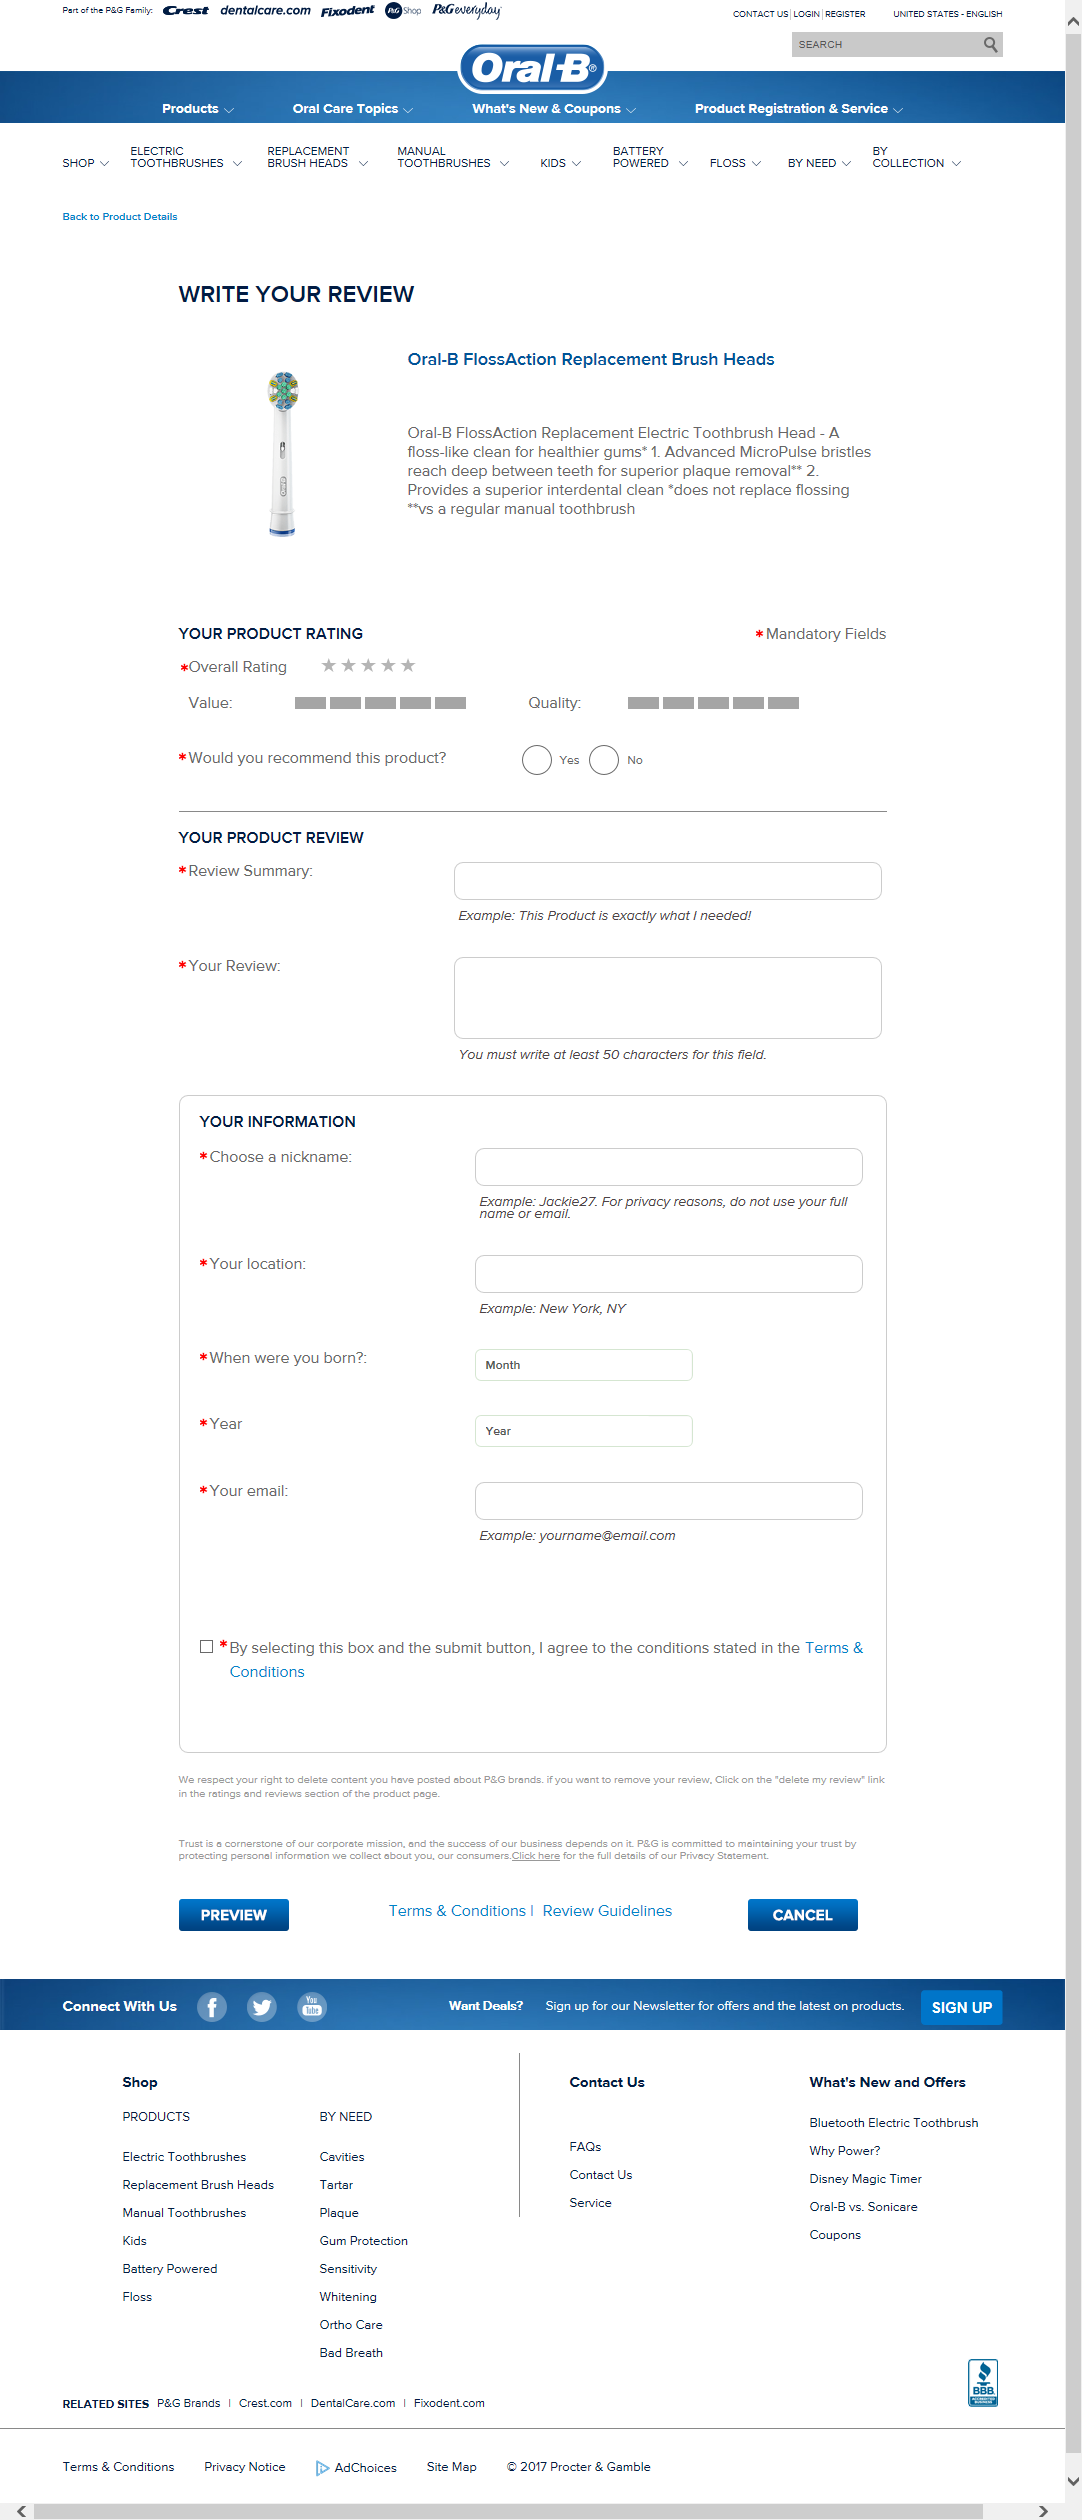 Part of the P&G Family: Crest dentalcare.com Fixodent P&G Shop P&Geveryday
CONTACT US | LOGIN | REGISTER UNITED STATES - ENGLISH
SEARCH
Oral-B®
Products Oral Care Topics What's New & Coupons Product Registration & Service
SHOP ELECTRIC TOOTHBRUSHES REPLACEMENT BRUSH HEADS MANUAL TOOTHBRUSHES KIDS BATTERY POWERED FLOSS BY NEED BY COLLECTION
Back to Product Details
WRITE YOUR REVIEW
Oral-B FlossAction Replacement Brush Heads
Oral-B
Oral-B FlossAction Replacement Electric Toothbrush Head - A
floss-like clean for healthier gums* 1. Advanced MicroPulse bristles
reach deep between teeth for superior plaque removal** 2.
Provides a superior interdental clean *does not replace flossing
**vs a regular manual toothbrush
YOUR PRODUCT RATING
* Mandatory Fields
*Overall Rating
Value: Quality:
*Would you recommend this product? Yes No
YOUR PRODUCT REVIEW
*Review Summary:
Example: This Product is exactly what I needed!
*Your Review:
You must write at least 50 characters for this field.
YOUR INFORMATION
*Choose a nickname:
Example: Jackie27. For privacy reasons, do not use your full
name or email.
*Your location:
Example: New York, NY
*When were you born?: Month
*Year Year
*Your email:
Example: yourname@email.com
*By selecting this box and the submit button, I agree to the conditions stated in the Terms &
Conditions
We respect your right to delete content you have posted about P&G brands. if you want to remove your review, Click on the "delete my review" link
in the ratings and reviews section of the product page.
Trust is a cornerstone of our corporate mission, and the success of our business depends on it. P&G is committed to maintaining your trust by
protecting personal information we collect about you, our consumers.Click here for the full details of our Privacy Statement.
PREVIEW Terms & Conditions | Review Guidelines CANCEL
Connect With Us You Tube Want Deals? Sign up for our Newsletter for offers and the latest on products. SIGN UP
Shop
PRODUCTS
Electric Toothbrushes
Replacement Brush Heads
Manual Toothbrushes
Kids
Battery Powered
Floss
BY NEED
Cavities
Tartar
Plaque
Gum Protection
Sensitivity
Whitening
Ortho Care
Bad Breath
Contact Us
FAQs
Contact Us
Service
What's New and Offers
Bluetooth Electric Toothbrush
Why Power?
Disney Magic Timer
Oral-B vs. Sonicare
Coupons
BBB
ACCREDITED
BUSINESS
RELATED SITES P&G Brands | Crest.com | DentalCare.com | Fixodent.com
Terms & Conditions Privacy Notice AdChoices Site Map © 2017 Procter & Gamble